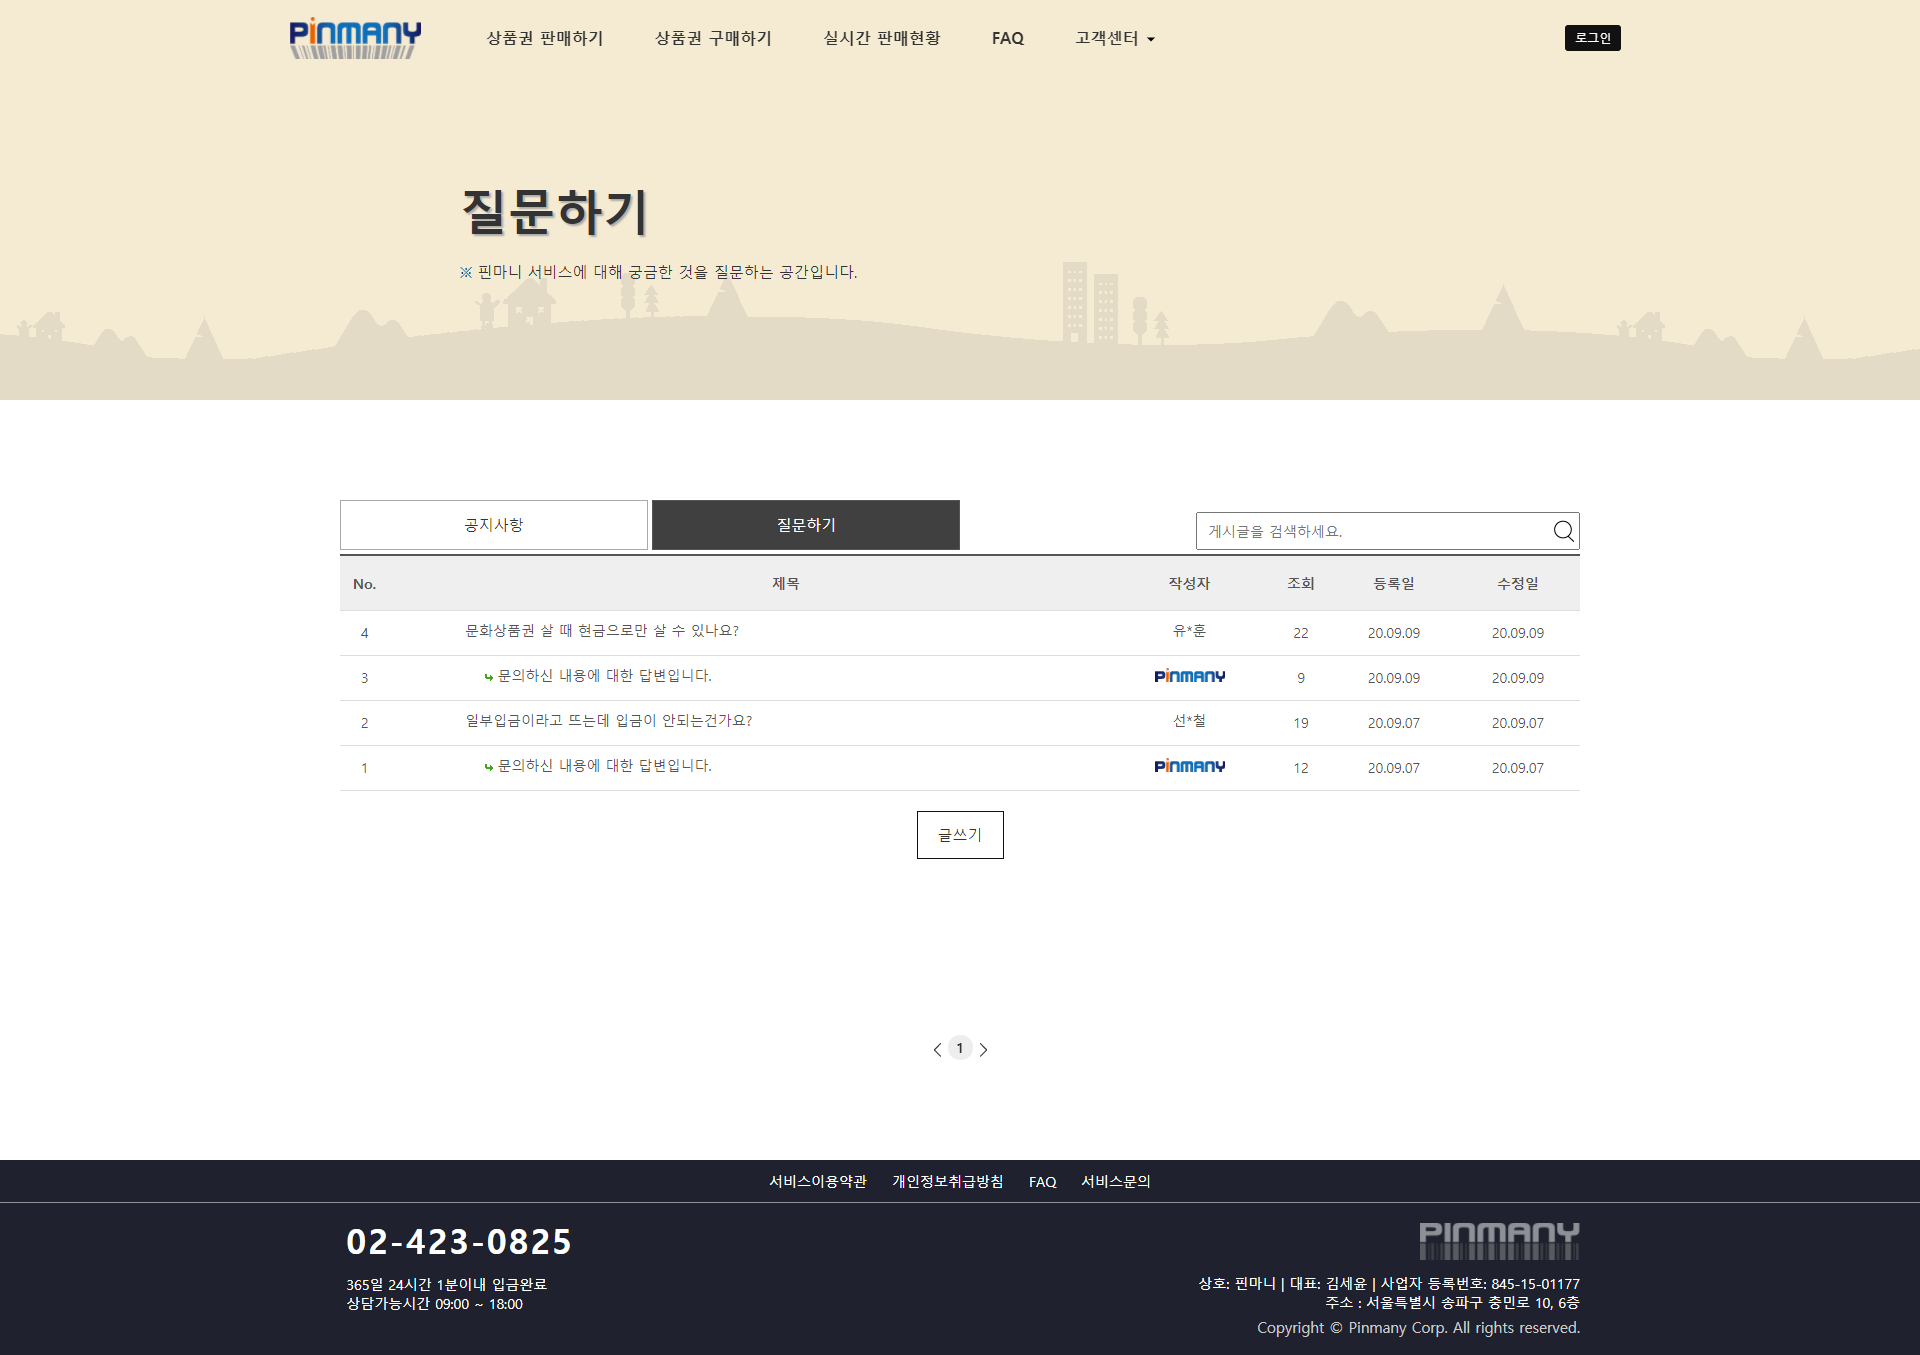 PINMANY 상품권 판매하기 상품권 구매하기 실시간 판매현황 FAQ 고객센터 로그인
질문하기
※ 핀마니 서비스에 대해 궁금한 것을 질문하는 공간입니다.
공지사항 질문하기 게시글을 검색하세요.
No. 제목 작성자 조회 등록일 수정일
4 문화상품권 살 때 현금으로만 살 수 있나요? 유*훈 22 20.09.09 20.09.09
3 문의하신 내용에 대한 답변입니다. PINMANY 9 20.09.09 20.09.09
2 일부입금이라고 뜨는데 입금이 안되는건가요? 선*철 19 20.09.07 20.09.07
1 문의하신 내용에 대한 답변입니다. PINMANY 12 20.09.07 20.09.07
글쓰기
1
서비스이용약관 개인정보취급방침 FAQ 서비스문의
02-423-0825
365일 24시간 1분이내 입금완료
상담가능시간 09:00 ~ 18:00
PINMANY
상호: 핀마니 | 대표: 김세윤 | 사업자 등록번호: 845-15-01177
주소 : 서울특별시 송파구 충민로 10, 6층
Copyright © Pinmany Corp. All rights reserved.